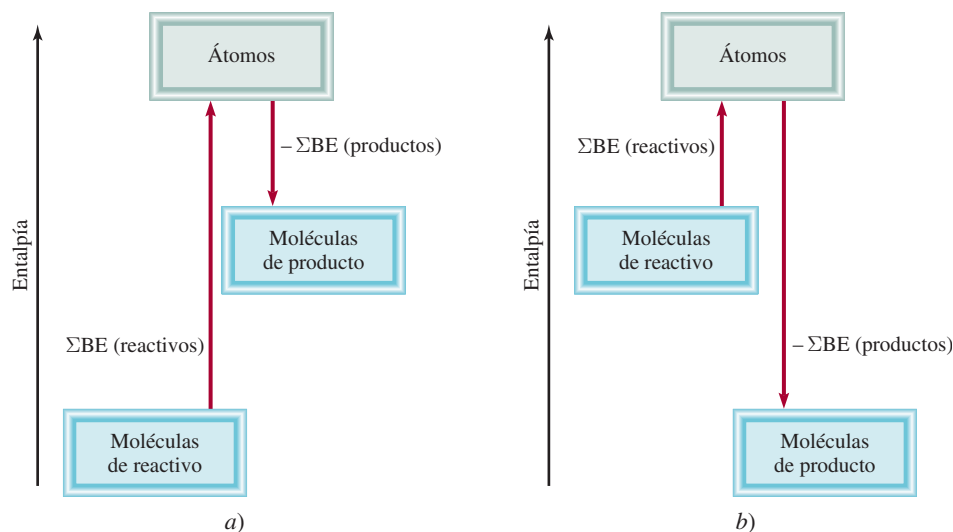 Entalpía
Átomos
– ΣBE (productos)
Moléculas
de producto
ΣBE (reactivos)
Moléculas
de reactivo
a)
Entalpía
Átomos
ΣBE (reactivos)
Moléculas
de reactivo
– ΣBE (productos)
Moléculas
de producto
b)